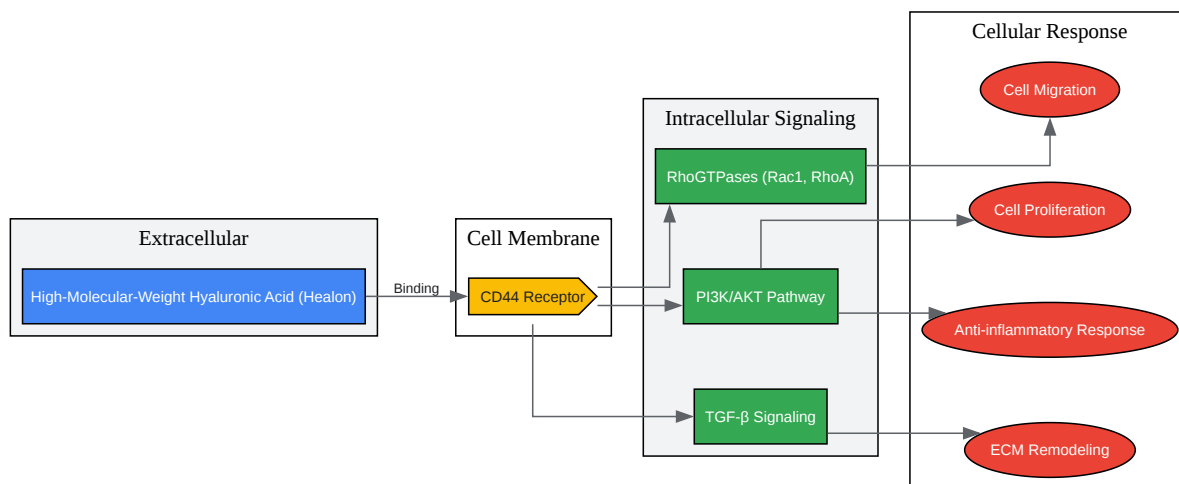 Extracellular
High-Molecular-Weight Hyaluronic Acid (Healon)
Binding
Cell Membrane
CD44 Receptor
Intracellular Signaling
RhoGTPases (Rac1, RhoA)
PI3K/AKT Pathway
TGF-β Signaling
Cellular Response
Cell Migration
Cell Proliferation
Anti-inflammatory Response
ECM Remodeling